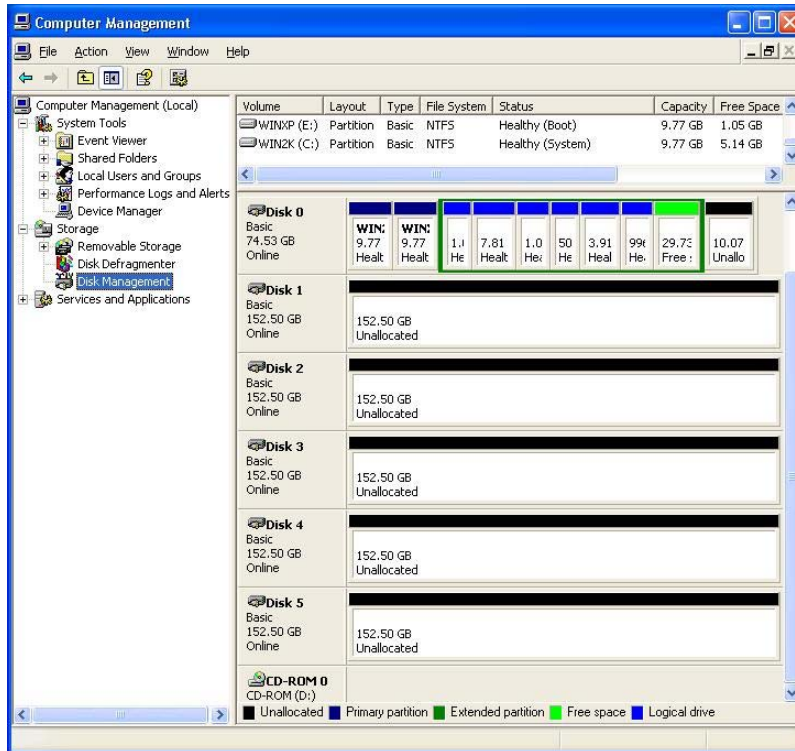 Computer Management
File Action View Window Help
Computer Management (Local)
System Tools
Event Viewer
Shared Folders
Local Users and Groups
Performance Logs and Alerts
Device Manager
Storage
Removable Storage
Disk Defragmenter
Disk Management
Services and Applications
Volume Layout Type File System Status Capacity Free Space
WINXP (E:) Partition Basic NTFS Healthy (Boot) 9.77 GB 1.05 GB
WIN2K (C:) Partition Basic NTFS Healthy (System) 9.77 GB 5.14 GB
Disk 0
Basic
74.53 GB
Online
WIN: WIN:
9.77 9.77 7.81 1.0 50 3.91 29.73 10.07
Healt Healt He Healt Hea He Heal He Free : Unallo
Disk 1
Basic
152.50 GB
Online
152.50 GB
Unallocated
Disk 2
Basic
152.50 GB
Online
152.50 GB
Unallocated
Disk 3
Basic
152.50 GB
Online
152.50 GB
Unallocated
Disk 4
Basic
152.50 GB
Online
152.50 GB
Unallocated
Disk 5
Basic
152.50 GB
Online
152.50 GB
Unallocated
CD-ROM 0
CD-ROM (D:)
Unallocated Primary partition Extended partition Free space Logical drive